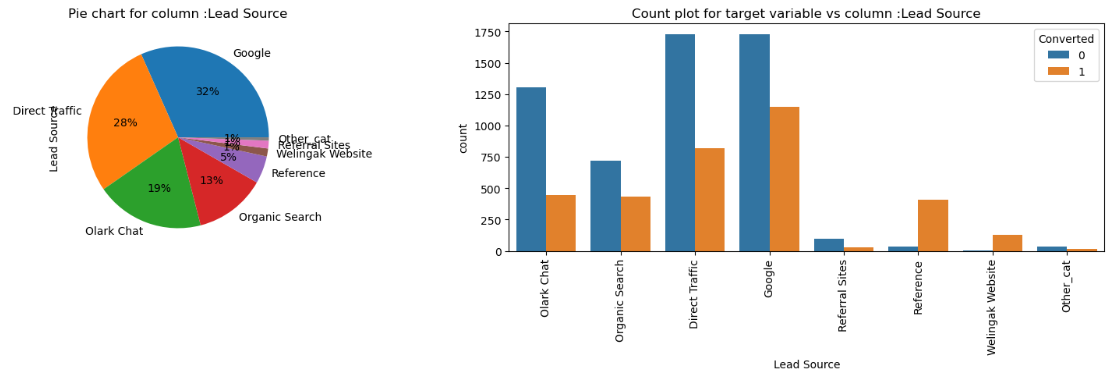 Pie chart for column :Lead Source
Google
32%
Direct Traffic
28%
Lead Source
19%
Olark Chat
13%
Organic Search
5%
Reference
1%
Welingak Website
Referral Sites
1%
Other_cat
Count plot for target variable vs column :Lead Source
Converted
0
1
count
1750
1500
1250
1000
750
500
250
0
Olark Chat
Organic Search
Direct Traffic
Google
Referral Sites
Reference
Welingak Website
Other_cat
Lead Source